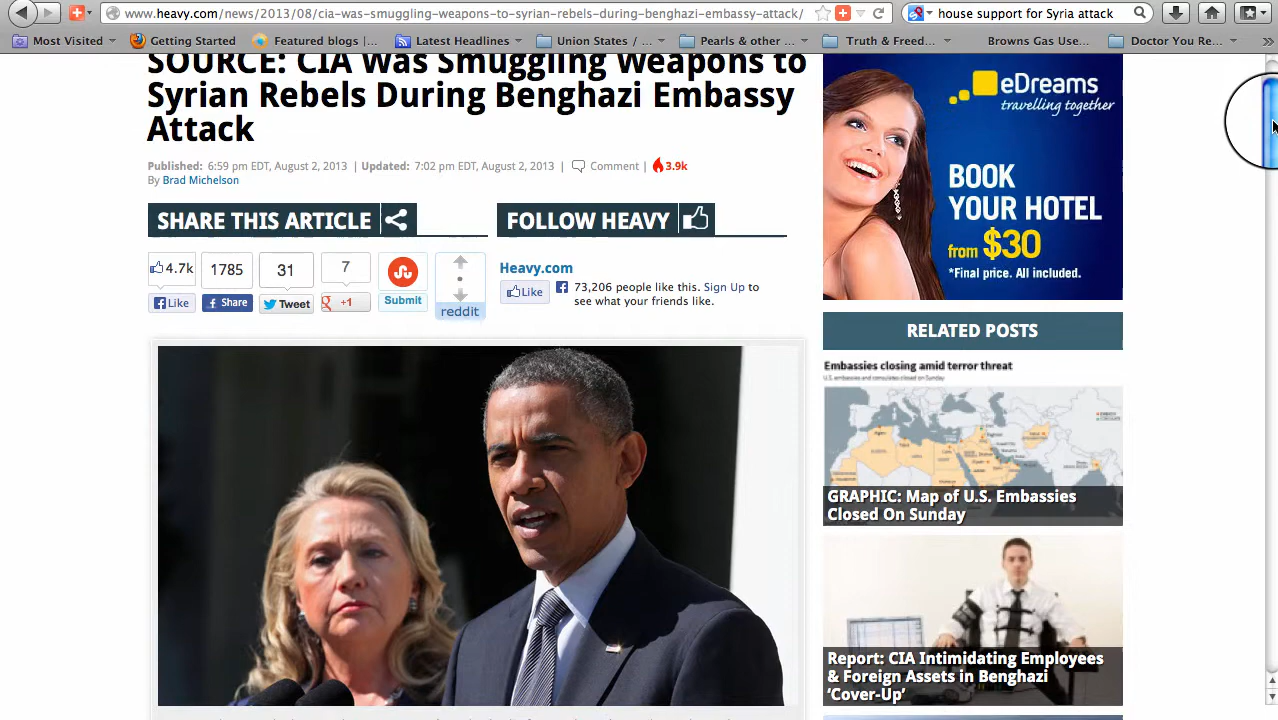 www.heavy.com/news/2013/08/cia-was-smuggling-weapons-to-syrian-rebels-during-benghazi-embassy-attack/
house support for Syria attack
Most Visited
Getting Started
Featured blogs |...
Latest Headlines
Union States / ...
Pearls & other ...
Truth & Freed...
Browns Gas Use...
Doctor You Re...
SOURCE: CIA Was Smuggling Weapons to
Syrian Rebels During Benghazi Embassy
Attack
Published: 6:59 pm EDT, August 2, 2013 | Updated: 7:02 pm EDT, August 2, 2013 | Comment | 3.9k
By Brad Michelson
SHARE THIS ARTICLE
FOLLOW HEAVY
4.7k
1785
31
7
Like
Share
Tweet
+1
Submit
reddit
Heavy.com
Like
73,206 people like this. Sign Up to
see what your friends like.
eDreams
travelling together
BOOK
YOUR HOTEL
from $30
*Final price. All included.
RELATED POSTS
Embassies closing amid terror threat
U.S. embassies and consulates closed on Sunday
GRAPHIC: Map of U.S. Embassies
Closed On Sunday
Report: CIA Intimidating Employees
& Foreign Assets in Benghazi
‘Cover-Up’